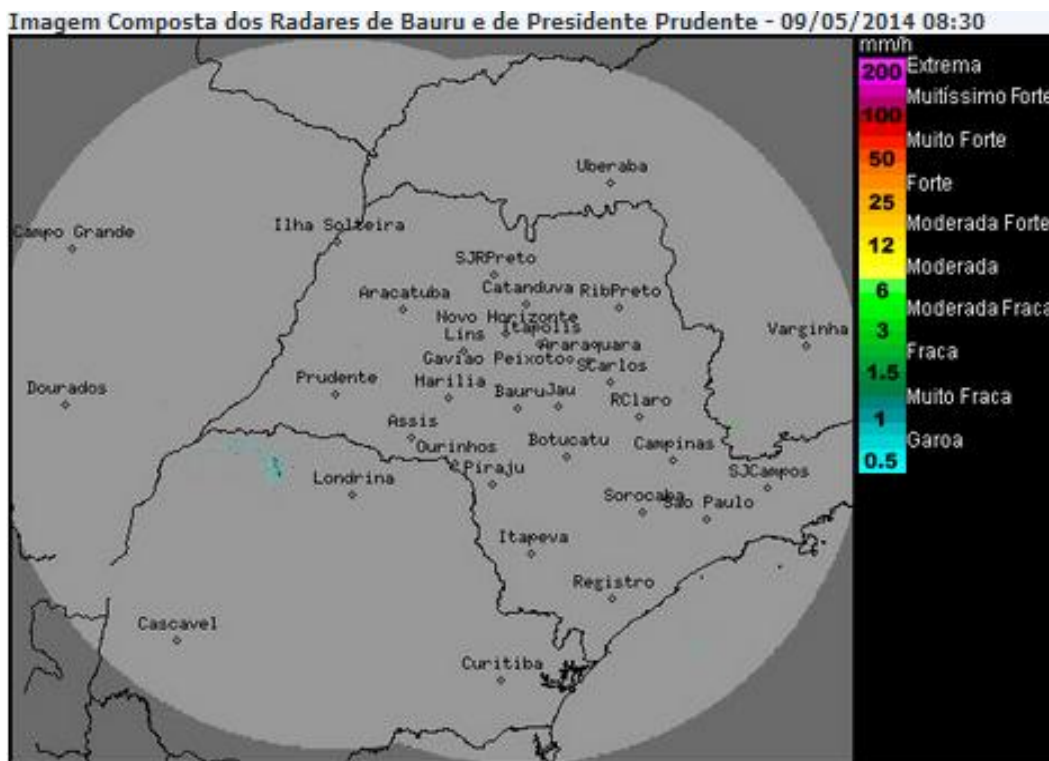 Imagem Composta dos Radares de Bauru e de Presidente Prudente - 09/05/2014 08:30
mm/h
200 Extrema
Muitíssimo Forte
100
Muito Forte
50
Forte
25
Moderada Forte
12
Moderada
6
Moderada Fraca
3
Fraca
1.5
Muito Fraca
1
Garoa
0.5
Uberaba
Campo Grande
Ilha Solteira
SJRPreto
Aracatuba
Catanduva
RibPreto
Novo Horizonte
Itapolis
Lins
Araraquara
Varginha
Gaviao Peixoto
SCarlos
Prudente
Marilia
Dourados
Bauru
Jau
RClaro
Assis
Ourinhos
Botucatu
Campinas
Piraju
Londrina
SJCampos
Sorocaba
Sao Paulo
Itapeva
Registro
Cascavel
Curitiba